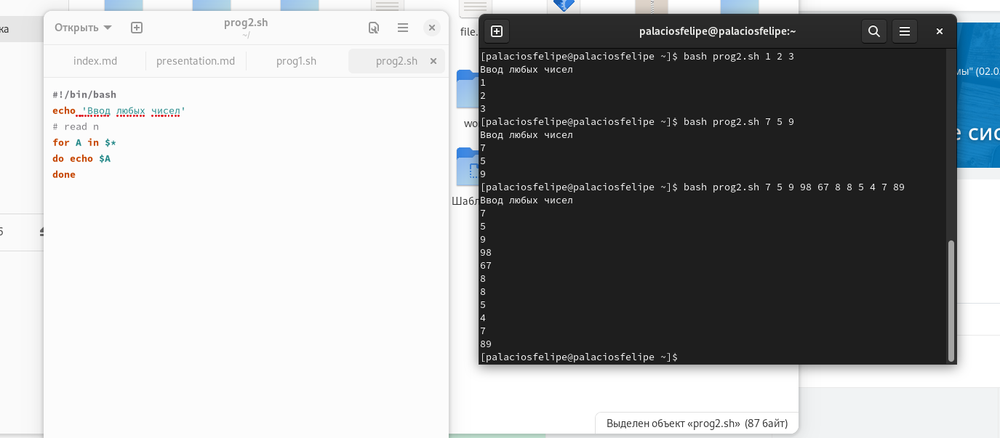 ка
Открыть
prog2.sh
~/
index.md
presentation.md
prog1.sh
prog2.sh
#!/bin/bash
echo 'Ввод любых чисел'
# read n
for A in $*
do echo $A
done
file.
wo
Шабл
palaciosfelipe@palaciosfelipe:~
[palaciosfelipe@palaciosfelipe ~]$ bash prog2.sh 1 2 3
Ввод любых чисел
1
2
3
[palaciosfelipe@palaciosfelipe ~]$ bash prog2.sh 7 5 9
Ввод любых чисел
7
5
9
[palaciosfelipe@palaciosfelipe ~]$ bash prog2.sh 7 5 9 98 67 8 8 5 4 7 89
Ввод любых чисел
7
5
9
98
67
8
8
5
4
7
89
[palaciosfelipe@palaciosfelipe ~]$
мы" (02.0
е сис
Выделен объект «prog2.sh» (87 байт)